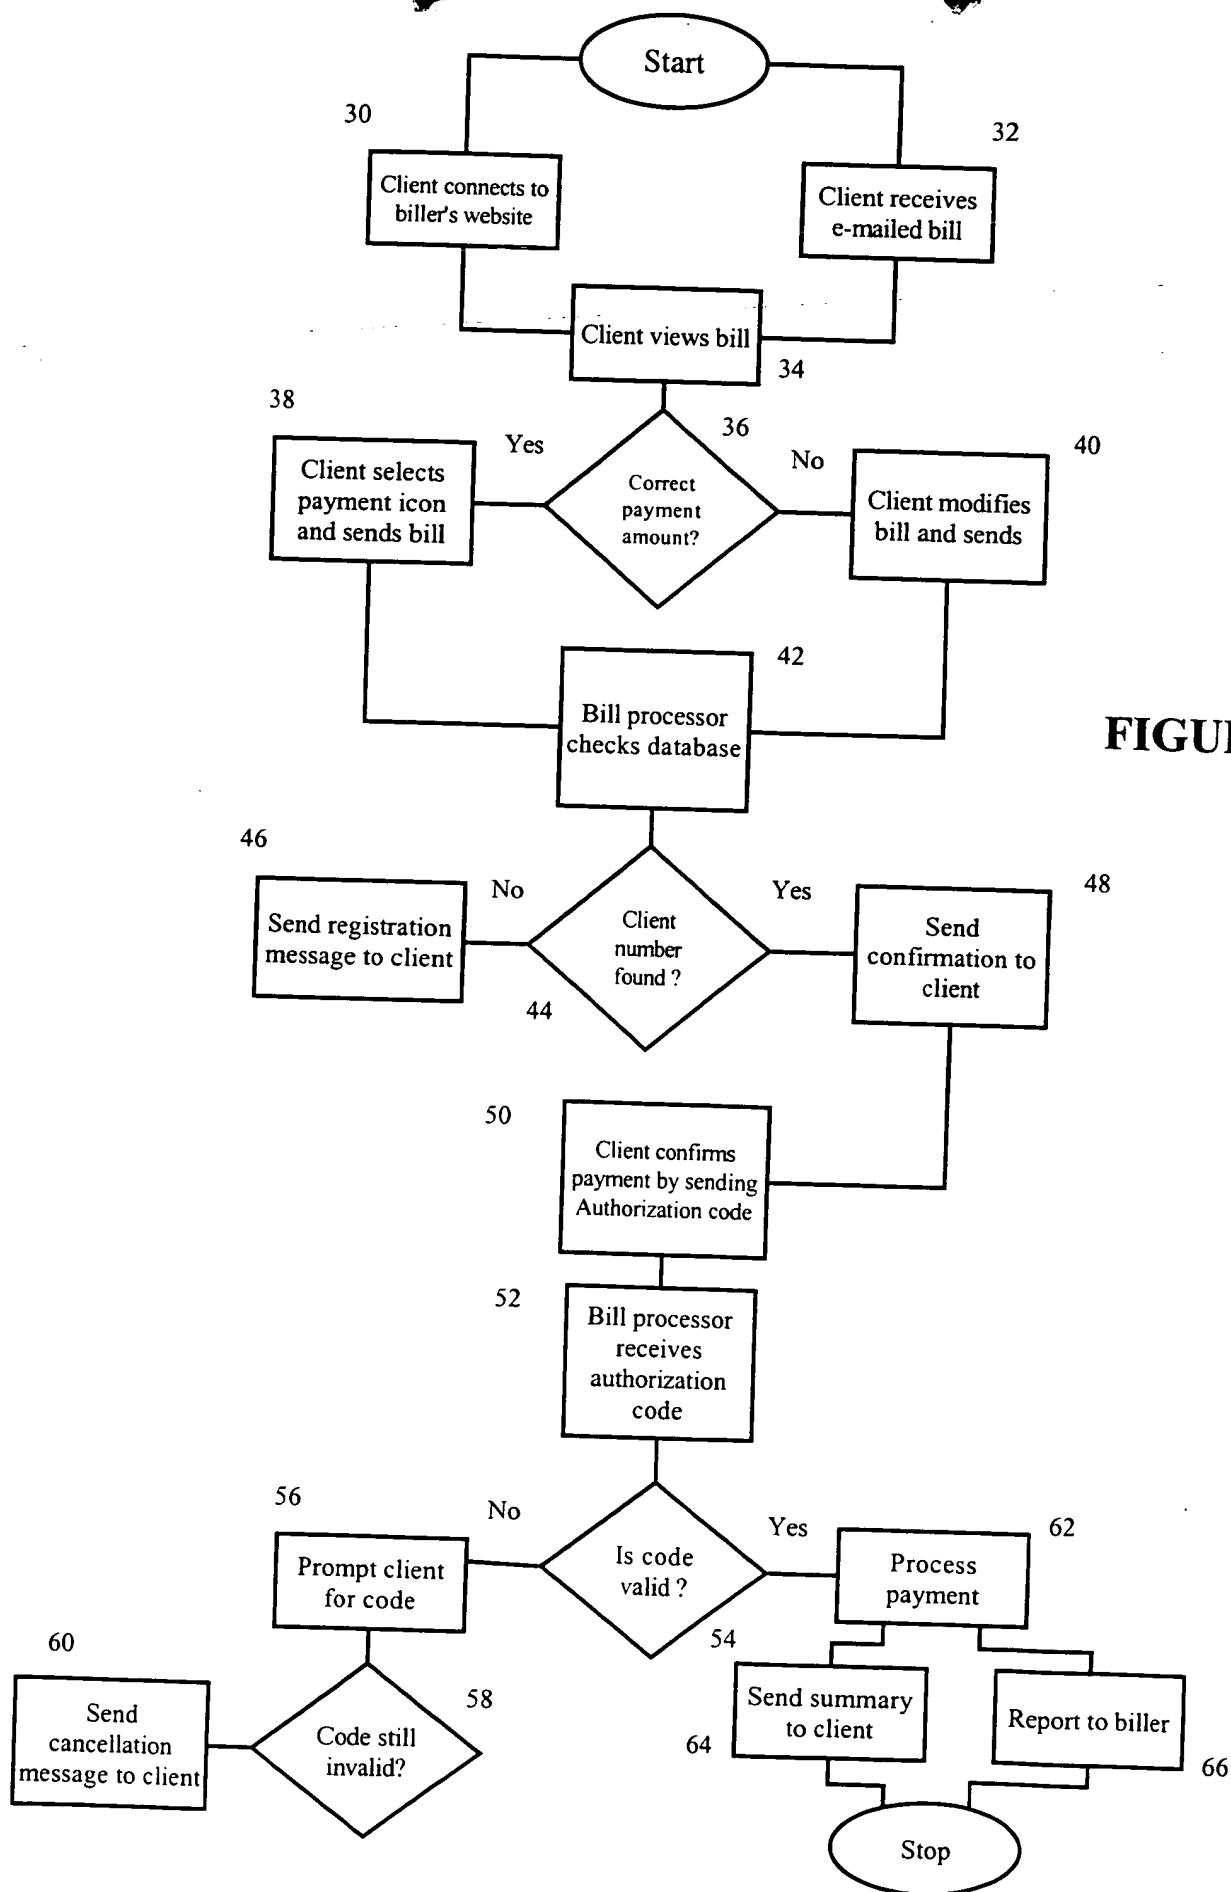 Start
30
32
Client connects to
biller's website
Client receives
e-mailed bill
Client views bill
34
38
36
40
Yes
No
Client selects
payment icon
and sends bill
Correct
payment
amount?
Client modifies
bill and sends
42
Bill processor
checks database
46
48
No
Yes
Send registration
message to client
Client
number
found ?
Send
confirmation to
client
44
50
Client confirms
payment by sending
Authorization code
52
Bill processor
receives
authorization
code
56
62
No
Yes
Prompt client
for code
Is code
valid ?
Process
payment
54
60
58
Send
cancellation
message to client
Code still
invalid?
Send summary
to client
Report to biller
64
66
Stop